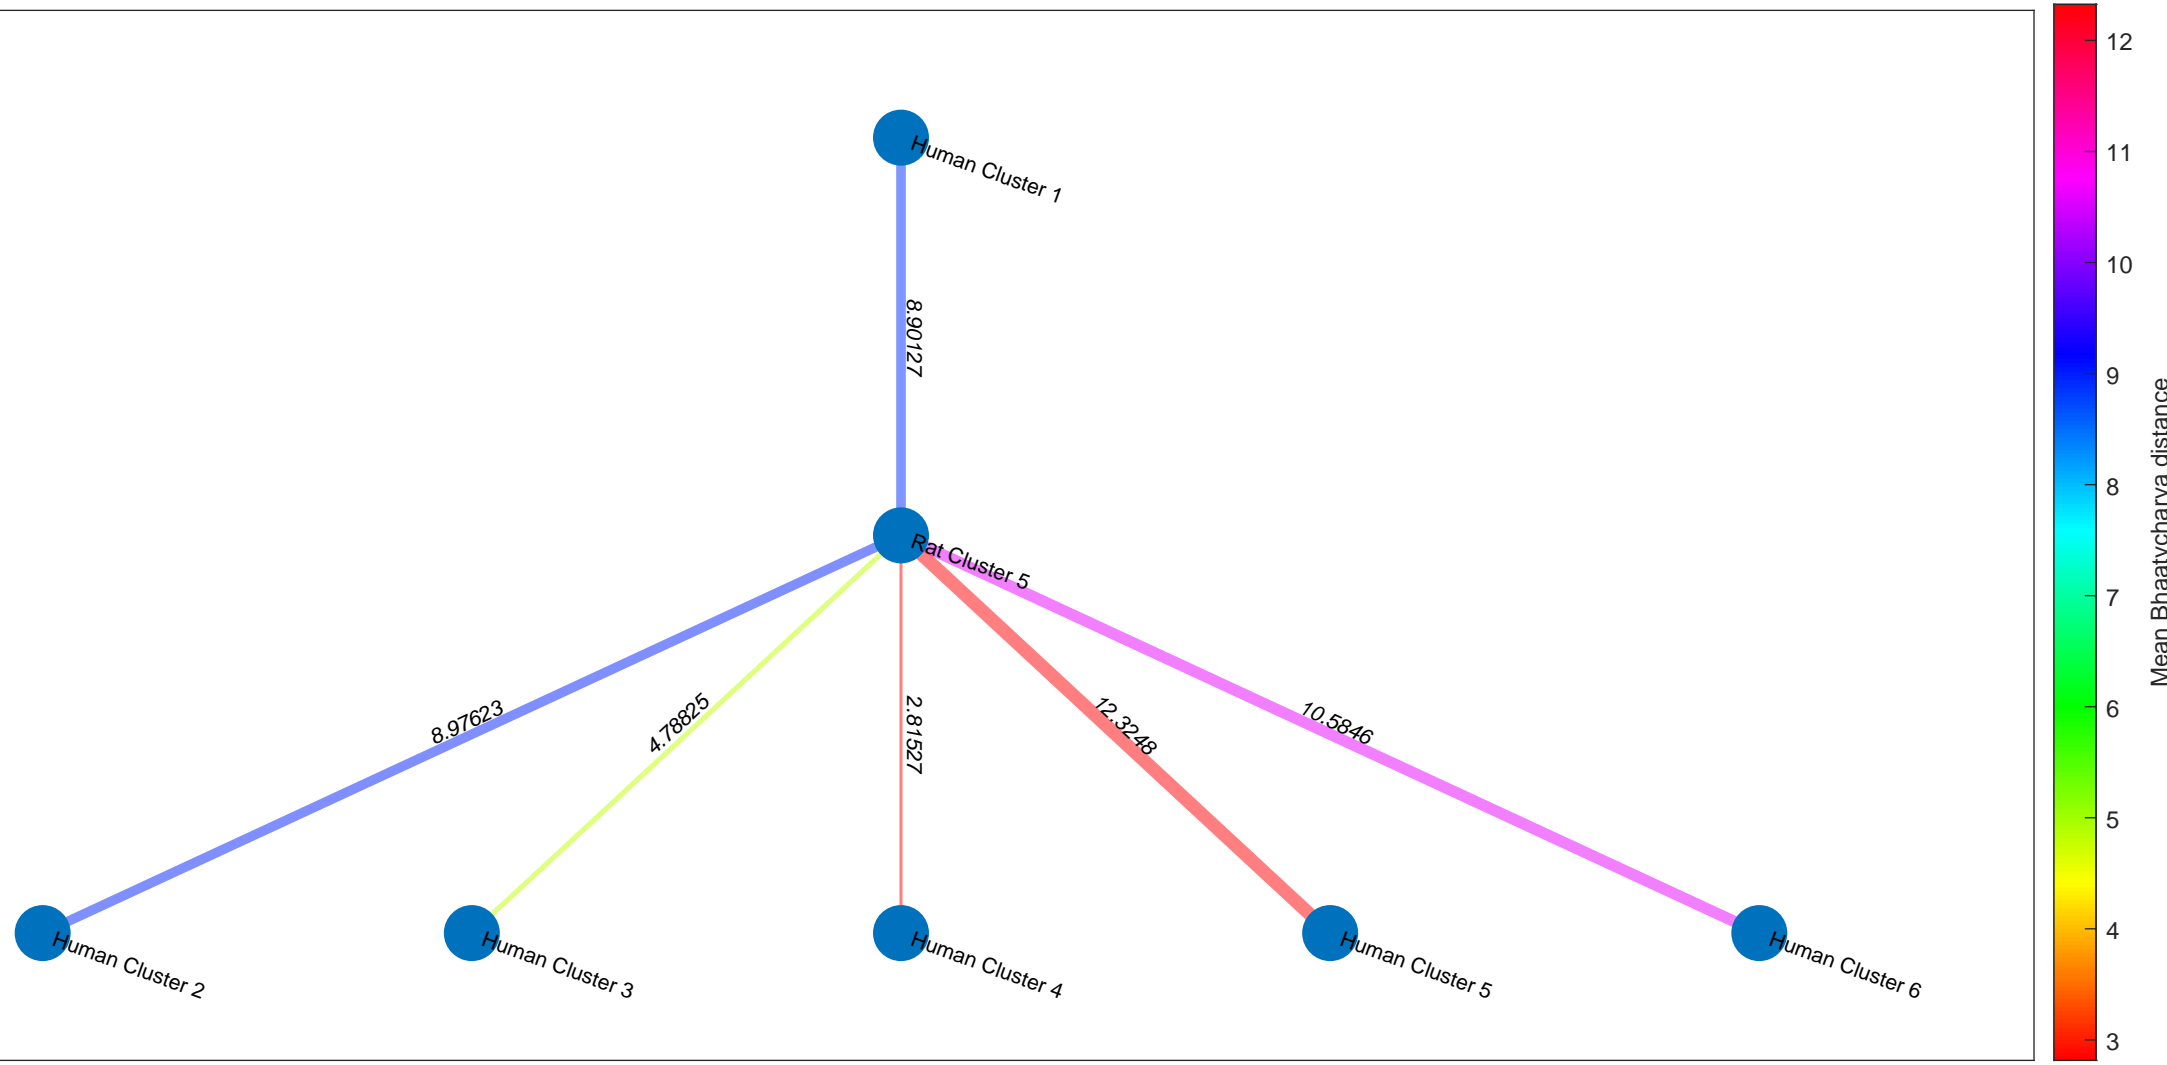 Human Cluster 1
8.90127
Rat Cluster 5
8.97623
4.78825
2.81527
12.3248
10.5846
Human Cluster 2
Human Cluster 3
Human Cluster 4
Human Cluster 5
Human Cluster 6
12
11
10
9
8
7
6
5
4
3
Mean Bhaatycharya distance